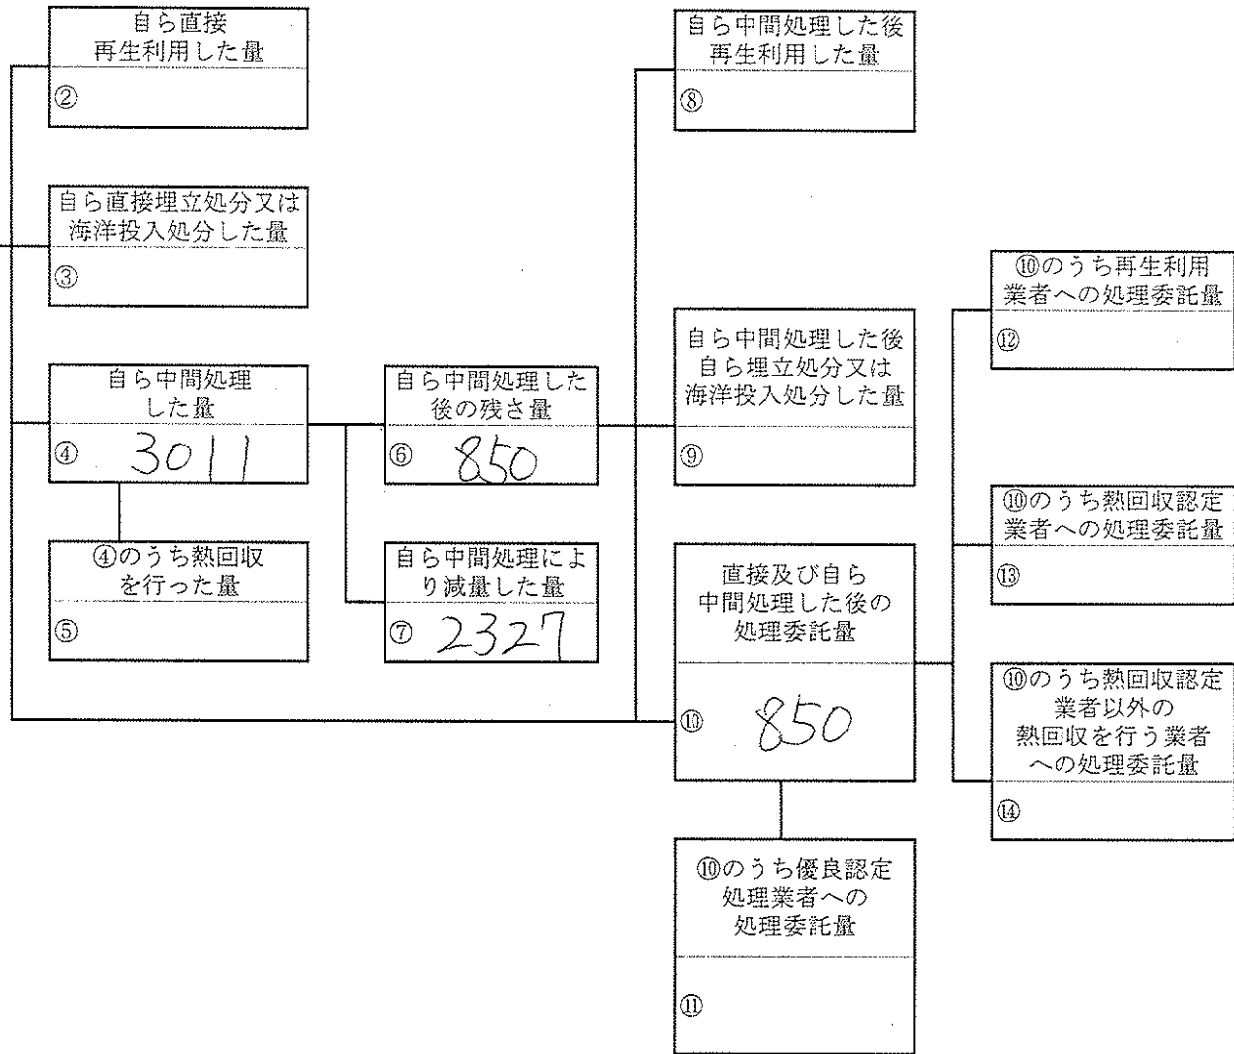 自ら直接
再生利用した量
②
自ら直接埋立処分又は
海洋投入処分した量
③
自ら中間処理
した量
④ 3011
④のうち熱回収
を行った量
⑤
自ら中間処理した
後の残さ量
⑥ 850
自ら中間処理によ
り減量した量
⑦ 2327
自ら中間処理した後
再生利用した量
⑧
自ら中間処理した後
自ら埋立処分又は
海洋投入処分した量
⑨
直接及び自ら
中間処理した後の
処理委託量
⑩ 850
⑩のうち優良認定
処理業者への
処理委託量
⑪
⑩のうち再生利用
業者への処理委託量
⑫
⑩のうち熱回収認定
業者への処理委託量
⑬
⑩のうち熱回収認定
業者以外の
熱回収を行う業者
への処理委託量
⑭